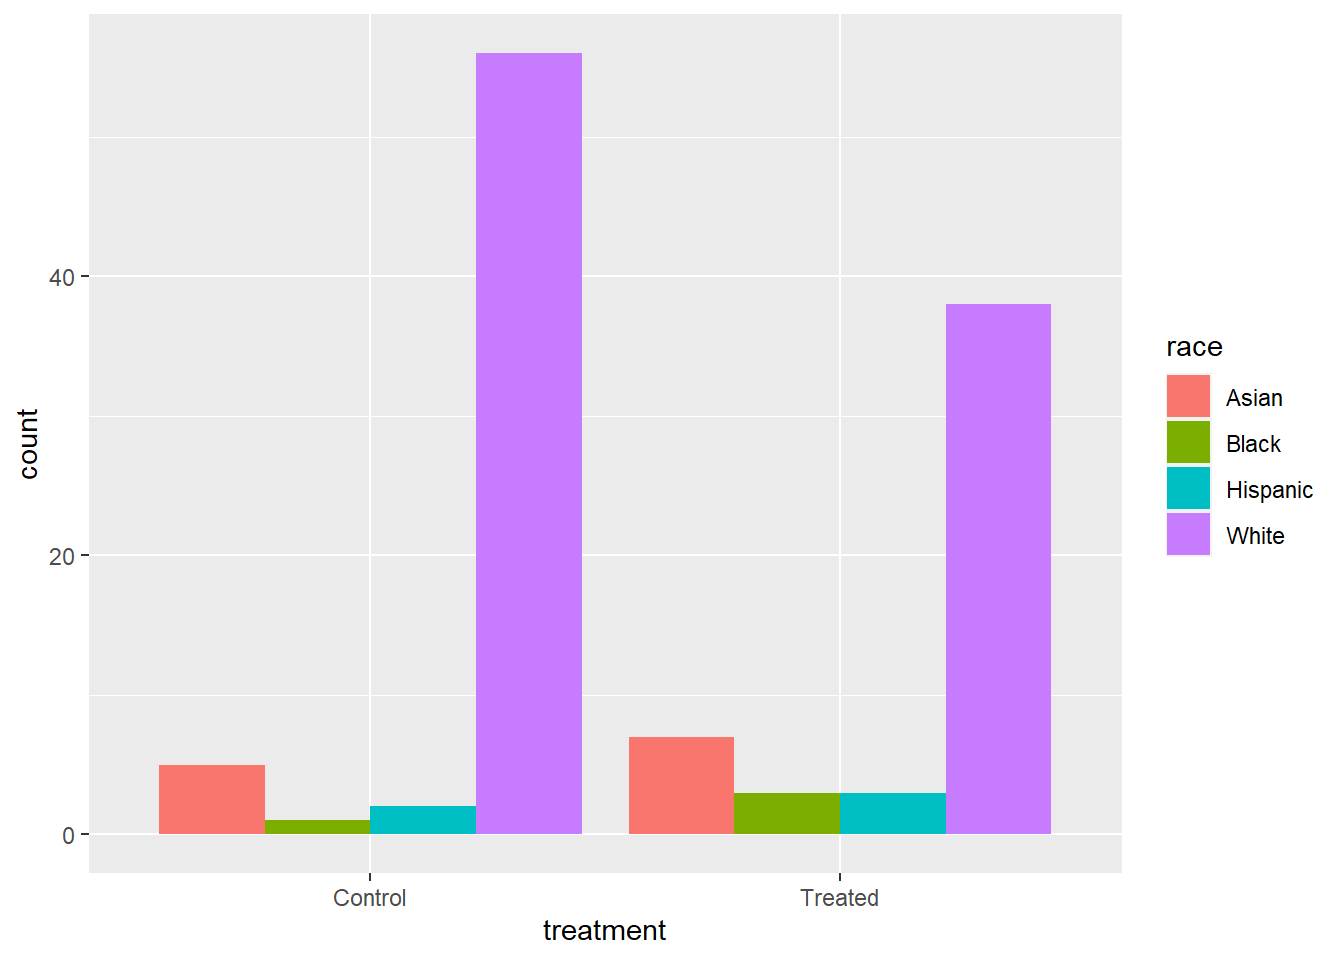 count
40
20
0
Control
Treated
treatment
race
Asian
Black
Hispanic
White